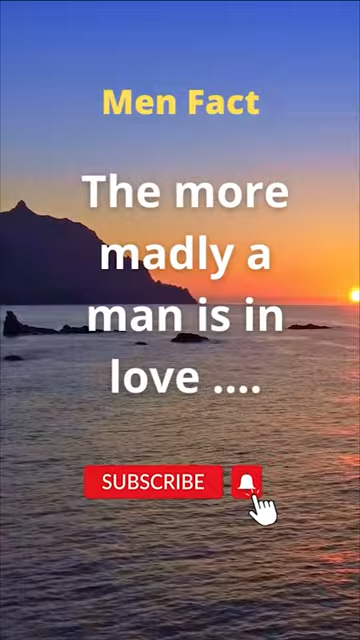 Men Fact
The more
madly a
man is in
love ....
SUBSCRIBE